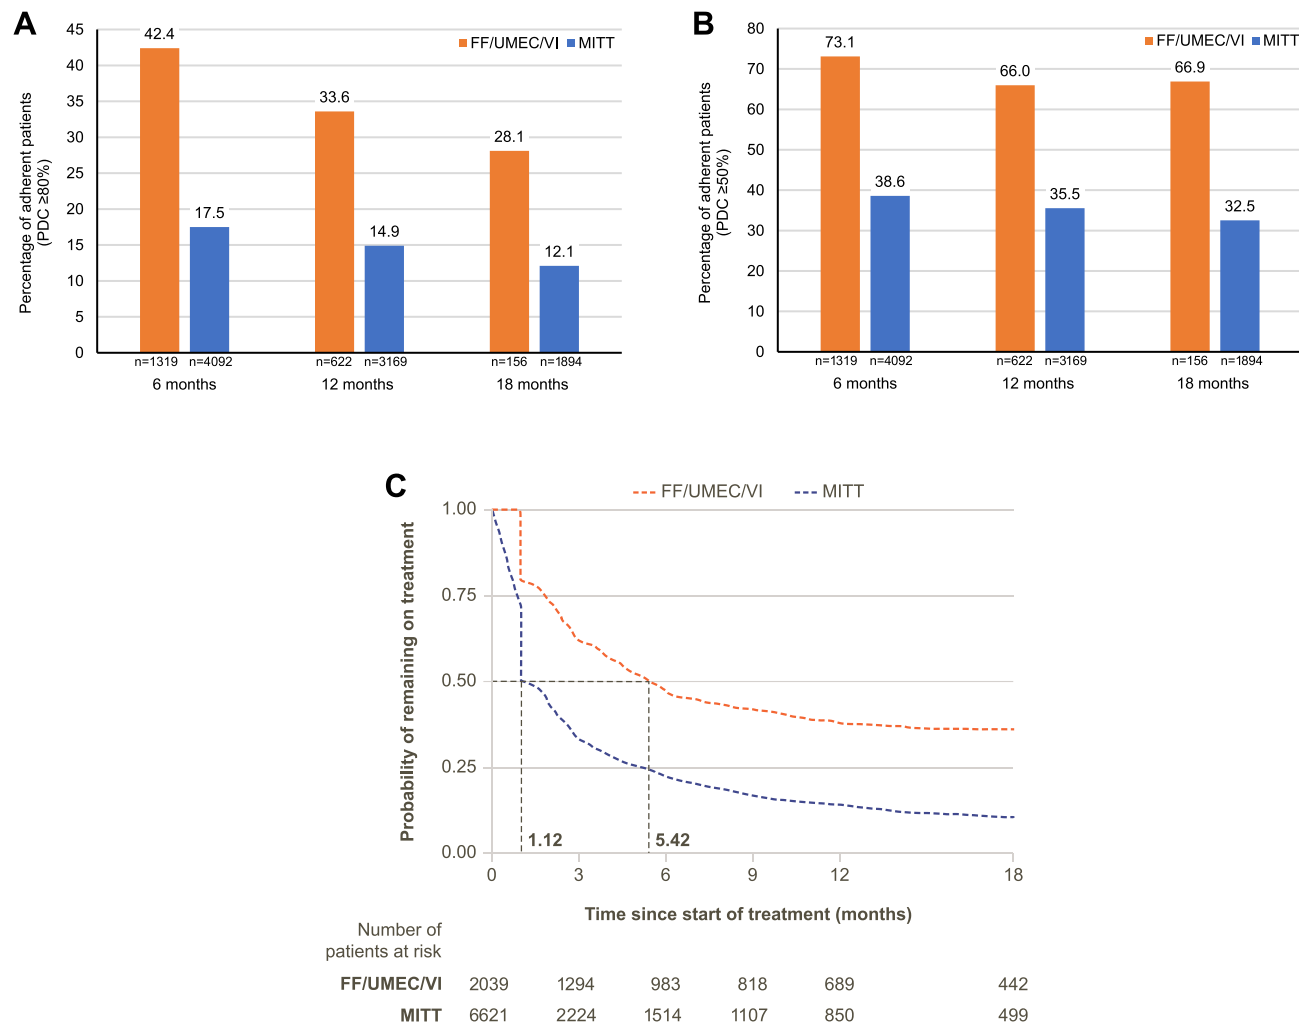 A
FF/UMEC/VI MITT
Percentage of adherent patients
(PDC ≥80%)
45
40
35
30
25
20
15
10
5
0
42.4
17.5
33.6
14.9
28.1
12.1
n=1319 n=4092 n=622 n=3169 n=156 n=1894
6 months 12 months 18 months
B
FF/UMEC/VI MITT
Percentage of adherent patients
(PDC ≥50%)
80
70
60
50
40
30
20
10
0
73.1
38.6
66.0
35.5
66.9
32.5
n=1319 n=4092 n=622 n=3169 n=156 n=1894
6 months 12 months 18 months
C
FF/UMEC/VI MITT
Probability of remaining on treatment
1.00
0.75
0.50
0.25
0.00
1.12 5.42
0 3 6 9 12 18
Time since start of treatment (months)
Number of
patients at risk
FF/UMEC/VI 2039 1294 983 818 689 442
MITT 6621 2224 1514 1107 850 499